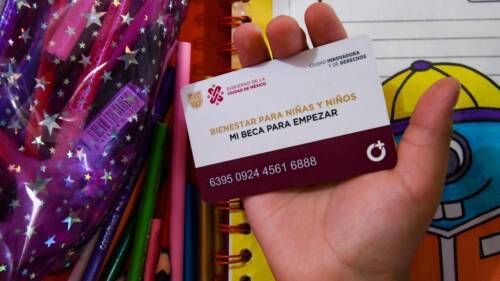 GOBIERNO DE LA
CIUDAD DE MÉXICO
CIUDAD INNOVADORA
Y DE DERECHOS
BIENESTAR PARA NIÑAS Y NIÑOS
MI BECA PARA EMPEZAR
6395 0924 4561 6888